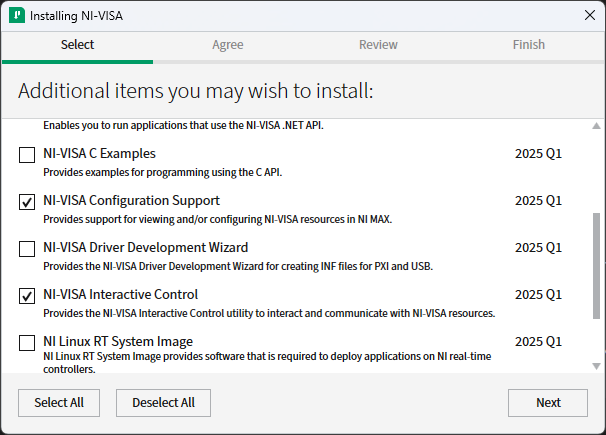 Installing NI-VISA
Select
Agree
Review
Finish
Additional items you may wish to install:
Enables you to run applications that use the NI-VISA .NET API.
NI-VISA C Examples
2025 Q1
Provides examples for programming using the C API.
NI-VISA Configuration Support
2025 Q1
Provides support for viewing and/or configuring NI-VISA resources in NI MAX.
NI-VISA Driver Development Wizard
2025 Q1
Provides the NI-VISA Driver Development Wizard for creating INF files for PXI and USB.
NI-VISA Interactive Control
2025 Q1
Provides the NI-VISA Interactive Control utility to interact and communicate with NI-VISA resources.
NI Linux RT System Image
2025 Q1
NI Linux RT System Image provides software that is required to deploy applications on NI real-time
controllers.
Select All
Deselect All
Next